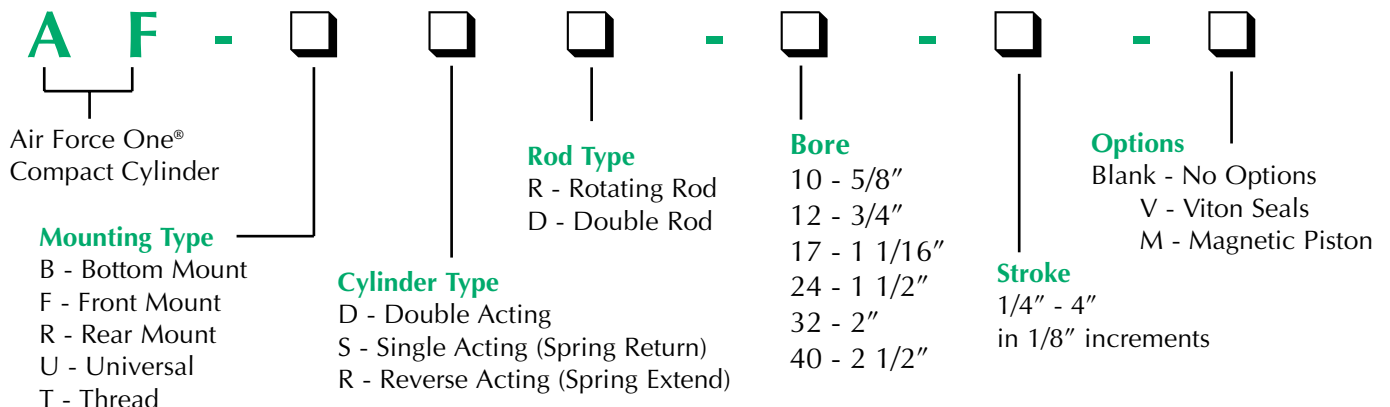 A F - ❑ ❑ ❑ - ❑ - ❑ - ❑
Air Force One®
Compact Cylinder
Mounting Type
B - Bottom Mount
F - Front Mount
R - Rear Mount
U - Universal
T - Thread
Cylinder Type
D - Double Acting
S - Single Acting (Spring Return)
R - Reverse Acting (Spring Extend)
Rod Type
R - Rotating Rod
D - Double Rod
Bore
10 - 5/8″
12 - 3/4″
17 - 1 1/16″
24 - 1 1/2″
32 - 2″
40 - 2 1/2″
Stroke
1/4″ - 4″
in 1/8″ increments
Options
Blank - No Options
V - Viton Seals
M - Magnetic Piston